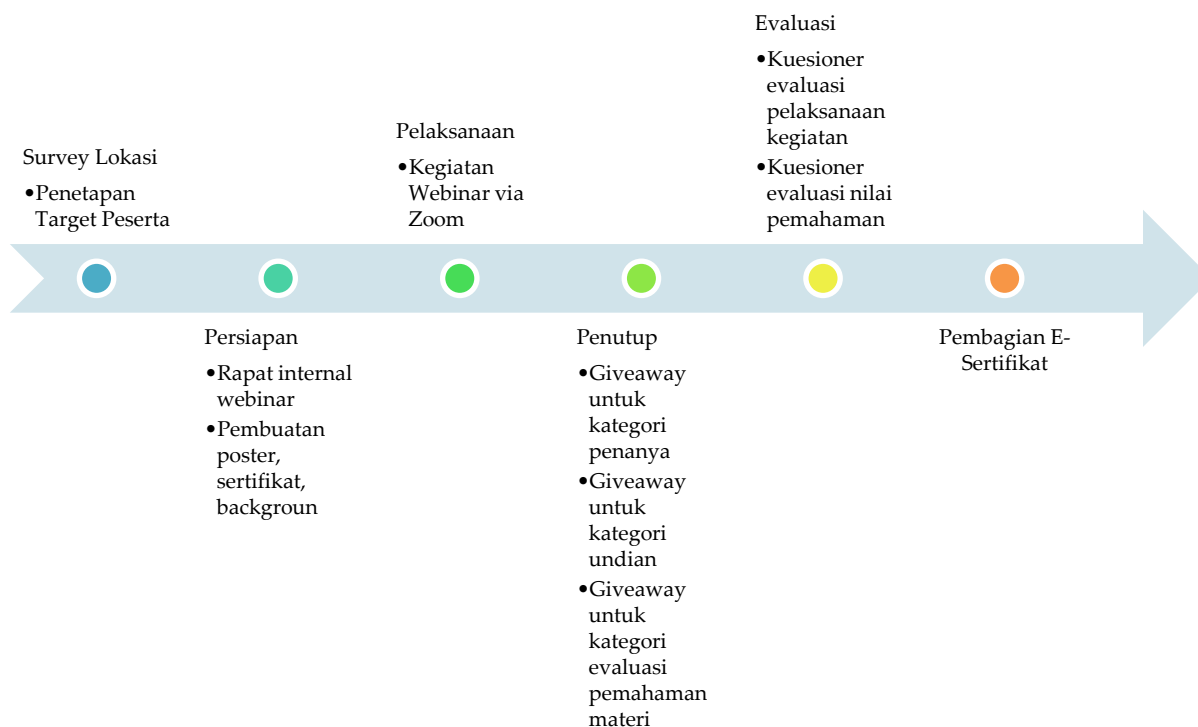 Survey Lokasi
•Penetapan
Target Peserta
Persiapan
•Rapat internal
webinar
•Pembuatan
poster,
sertifikat,
backgroun
Pelaksanaan
•Kegiatan
Webinar via
Zoom
Penutup
•Giveaway
untuk
kategori
penanya
•Giveaway
untuk
kategori
undian
•Giveaway
untuk
kategori
evaluasi
pemahaman
materi
Evaluasi
•Kuesioner
evaluasi
pelaksanaan
kegiatan
•Kuesioner
evaluasi nilai
pemahaman
Pembagian E-
Sertifikat